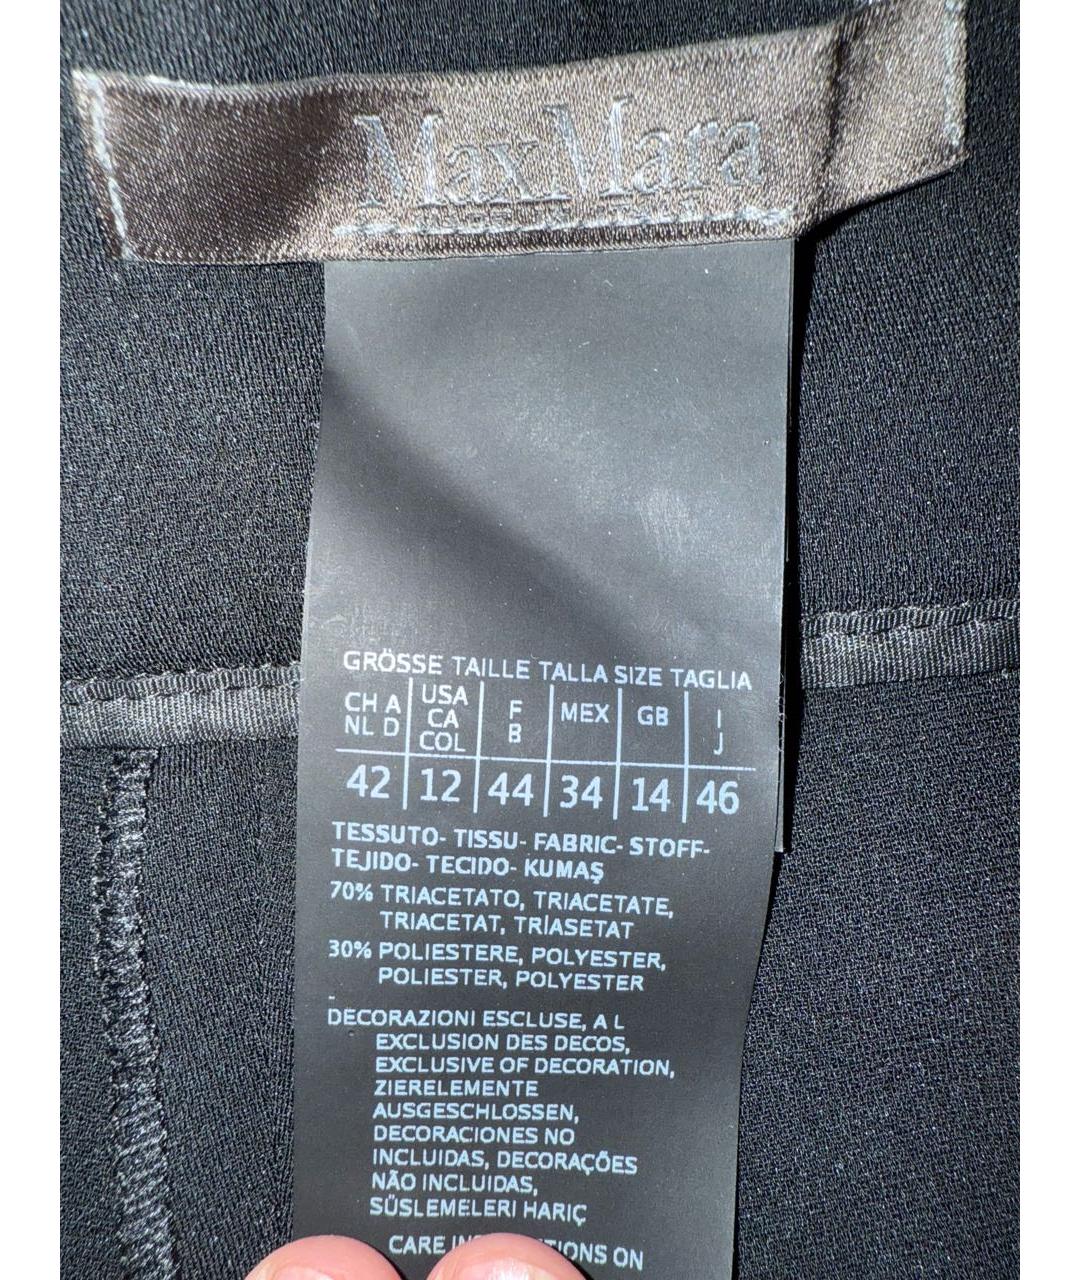 MaxMara
GRÖSSE TAILLE TALLA SIZE TAGLIA
CH A NL D | USA CA COL | F B | MEX | GB | I J
42 | 12 | 44 | 34 | 14 | 46
TESSUTO- TISSU- FABRIC- STOFF-
TEJIDO- TECIDO- KUMAŞ
70% TRIACETATO, TRIACETATE,
TRIACETAT, TRİASETAT
30% POLIESTERE, POLYESTER,
POLIESTER, POLYESTER
-
DECORAZIONI ESCLUSE, A L
EXCLUSION DES DECOS,
EXCLUSIVE OF DECORATION,
ZIERELEMENTE
AUSGESCHLOSSEN,
DECORACIONES NO
INCLUIDAS, DECORAÇÕES
NÃO INCLUIDAS,
SÜSLEMELERI HARIÇ
CARE ON